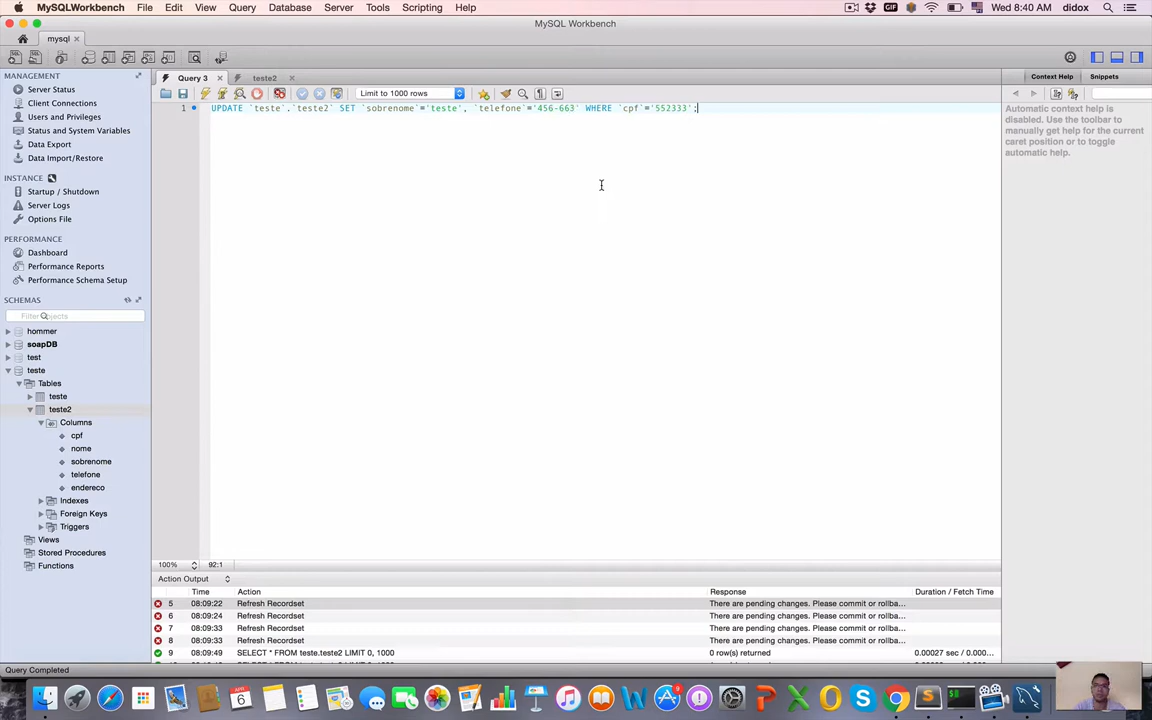 MySQLWorkbench File Edit View Query Database Server Tools Scripting Help
GIF Wed 8:40 AM didox
MySQL Workbench
mysql
MANAGEMENT
Server Status
Client Connections
Users and Privileges
Status and System Variables
Data Export
Data Import/Restore
INSTANCE
Startup / Shutdown
Server Logs
Options File
PERFORMANCE
Dashboard
Performance Reports
Performance Schema Setup
SCHEMAS
Filter objects
hommer
soapDB
test
teste
Tables
teste
teste2
Columns
cpf
nome
sobrenome
telefone
endereco
Indexes
Foreign Keys
Triggers
Views
Stored Procedures
Functions
Query 3 teste2
Limit to 1000 rows
1 UPDATE `teste`.`teste2` SET `sobrenome`='teste', `telefone`='456-663' WHERE `cpf`='552333';
100% 92:1
Action Output
Time Action Response Duration / Fetch Time
5 08:09:22 Refresh Recordset There are pending changes. Please commit or rollba...
6 08:09:24 Refresh Recordset There are pending changes. Please commit or rollba...
7 08:09:33 Refresh Recordset There are pending changes. Please commit or rollba...
8 08:09:33 Refresh Recordset There are pending changes. Please commit or rollba...
9 08:09:49 SELECT * FROM teste.teste2 LIMIT 0, 1000 0 row(s) returned 0.00027 sec / 0.000...
Context Help Snippets
Automatic context help is
disabled. Use the toolbar to
manually get help for the current
caret position or to toggle
automatic help.
Query Completed